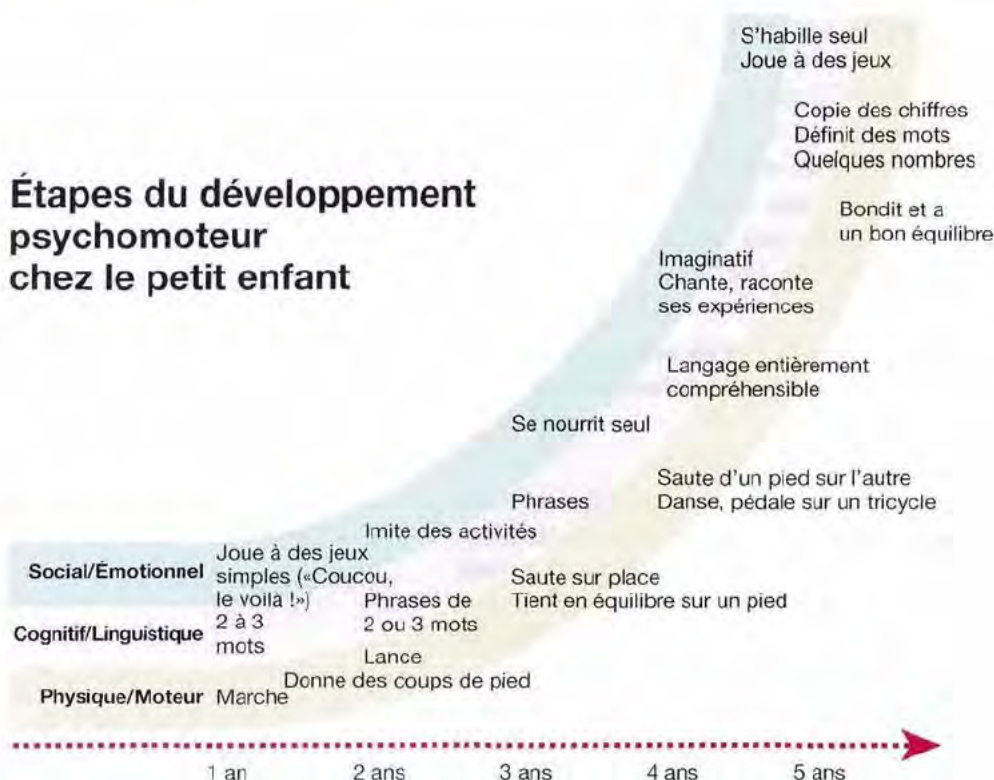 S'habille seul
Joue à des jeux
Copie des chiffres
Définit des mots
Quelques nombres
Étapes du développement
psychomoteur
chez le petit enfant
Bondit et a
un bon équilibre
Imaginatif
Chante, raconte
ses expériences
Langage entièrement
compréhensible
Se nourrit seul
Saute d'un pied sur l'autre
Danse, pédale sur un tricycle
Phrases
Imite des activités
Social/Émotionnel
Joue à des jeux
simples («Coucou,
le voilà !»)
Saute sur place
Tient en équilibre sur un pied
Cognitif/Linguistique
2 à 3
mots
Phrases de
2 ou 3 mots
Lance
Donne des coups de pied
Physique/Moteur
Marche
1 an
2 ans
3 ans
4 ans
5 ans